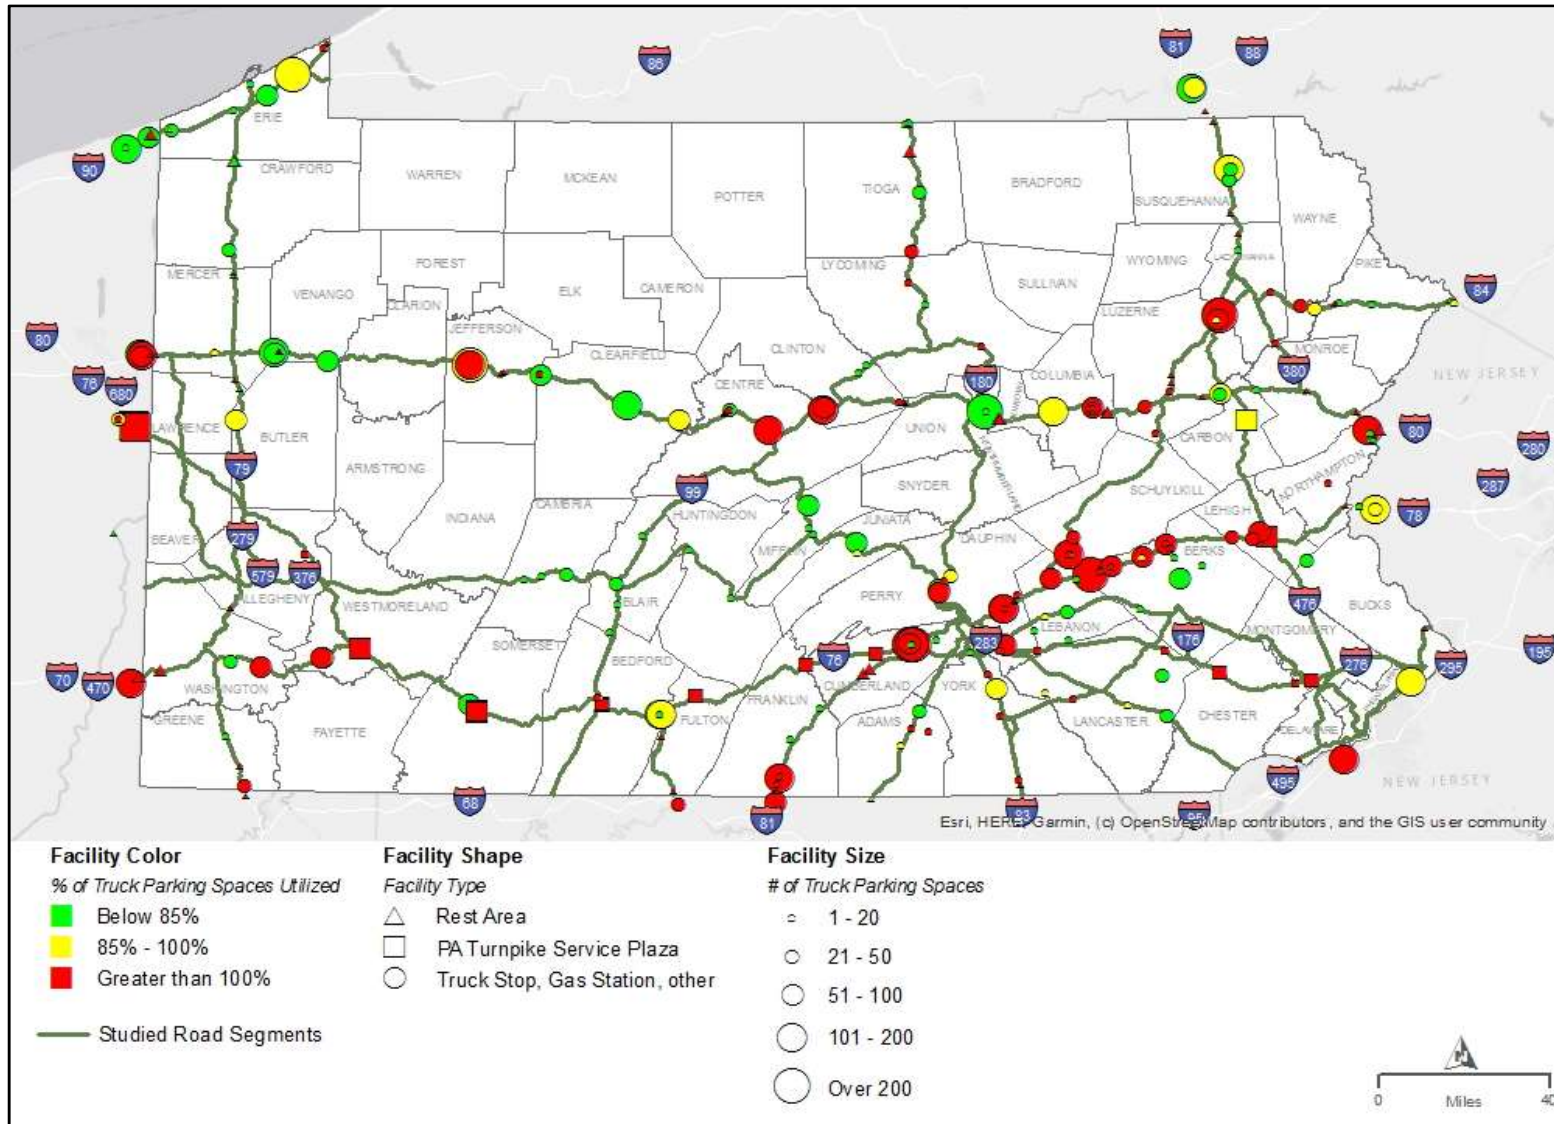 86
81
88
90
ERIE
CRAWFORD
WARREN
MCKEAN
POTTER
TIOGA
BRADFORD
SUSQUEHANNA
WAYNE
MERCER
VENANGO
FOREST
ELK
CAMERON
CLARION
JEFFERSON
CLEARFIELD
CLINTON
LYCOMING
SULLIVAN
WYOMING
PIKE
84
80
LUZERNE
MONROE
76
680
380
NEW JERSEY
CENTRE
180
COLUMBIA
LAWRENCE
BUTLER
UNION
CARBON
80
280
ARMSTRONG
79
99
SNYDER
SCHUYLKILL
NORTHAMPTON
287
INDIANA
CAMBRIA
HUNTINGDON
JUNIATA
LEHIGH
78
BEAVER
279
MIFFLIN
DAUPHIN
BERKS
579
376
ALLEGHENY
WESTMORELAND
BLAIR
PERRY
476
BUCKS
LEBANON
283
176
MONTGOMERY
195
SOMERSET
BEDFORD
76
276
295
70
470
WASHINGTON
CUMBERLAND
YORK
FULTON
FRANKLIN
ADAMS
LANCASTER
CHESTER
GREENE
FAYETTE
DELAWARE
NEW JERSEY
495
68
81
83
95
Esri, HERE, Garmin, (c) OpenStreetMap contributors, and the GIS user community
Facility Color
% of Truck Parking Spaces Utilized
Below 85%
85% - 100%
Greater than 100%
Studied Road Segments
Facility Shape
Facility Type
Rest Area
PA Turnpike Service Plaza
Truck Stop, Gas Station, other
Facility Size
# of Truck Parking Spaces
1 - 20
21 - 50
51 - 100
101 - 200
Over 200
N
0
40
Miles